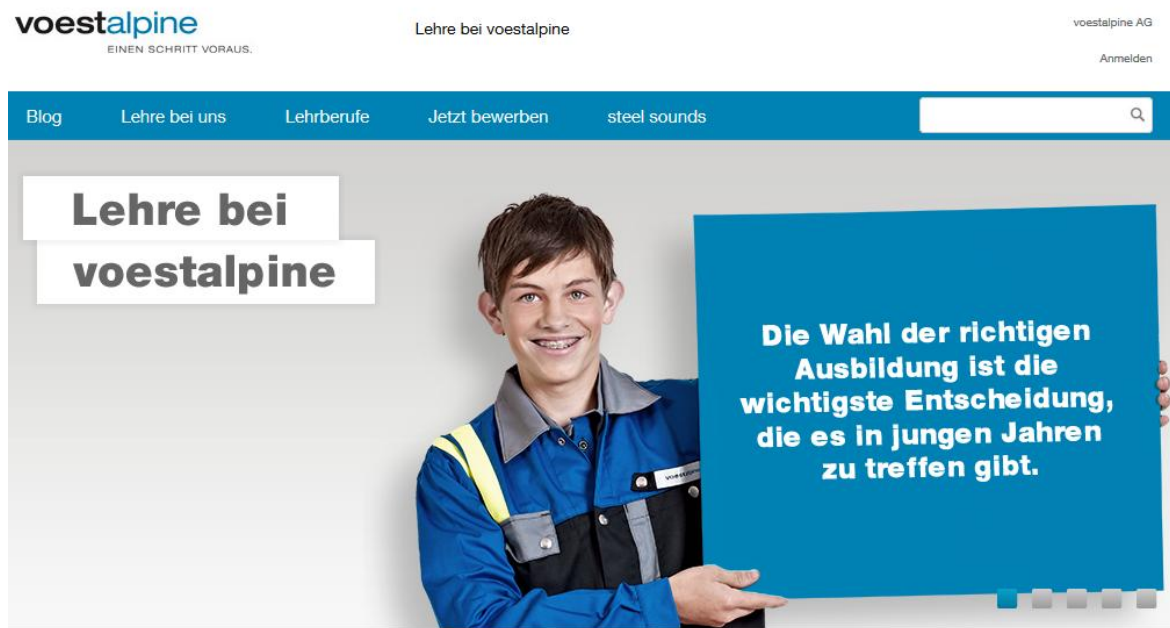 voestalpine
EINEN SCHRITT VORAUS.
Lehre bei voestalpine
voestalpine AG
Anmelden
Blog
Lehre bei uns
Lehrberufe
Jetzt bewerben
steel sounds
Lehre bei
voestalpine
Die Wahl der richtigen
Ausbildung ist die
wichtigste Entscheidung,
die es in jungen Jahren
zu treffen gibt.